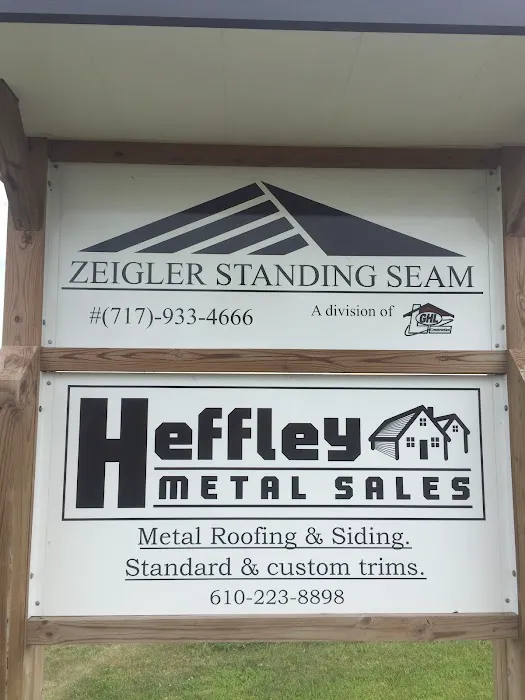 ZEIGLER STANDING SEAM
#(717)-933-4666
A division of
GHL
Heffley
METAL SALES
Metal Roofing & Siding.
Standard & custom trims.
610-223-8898